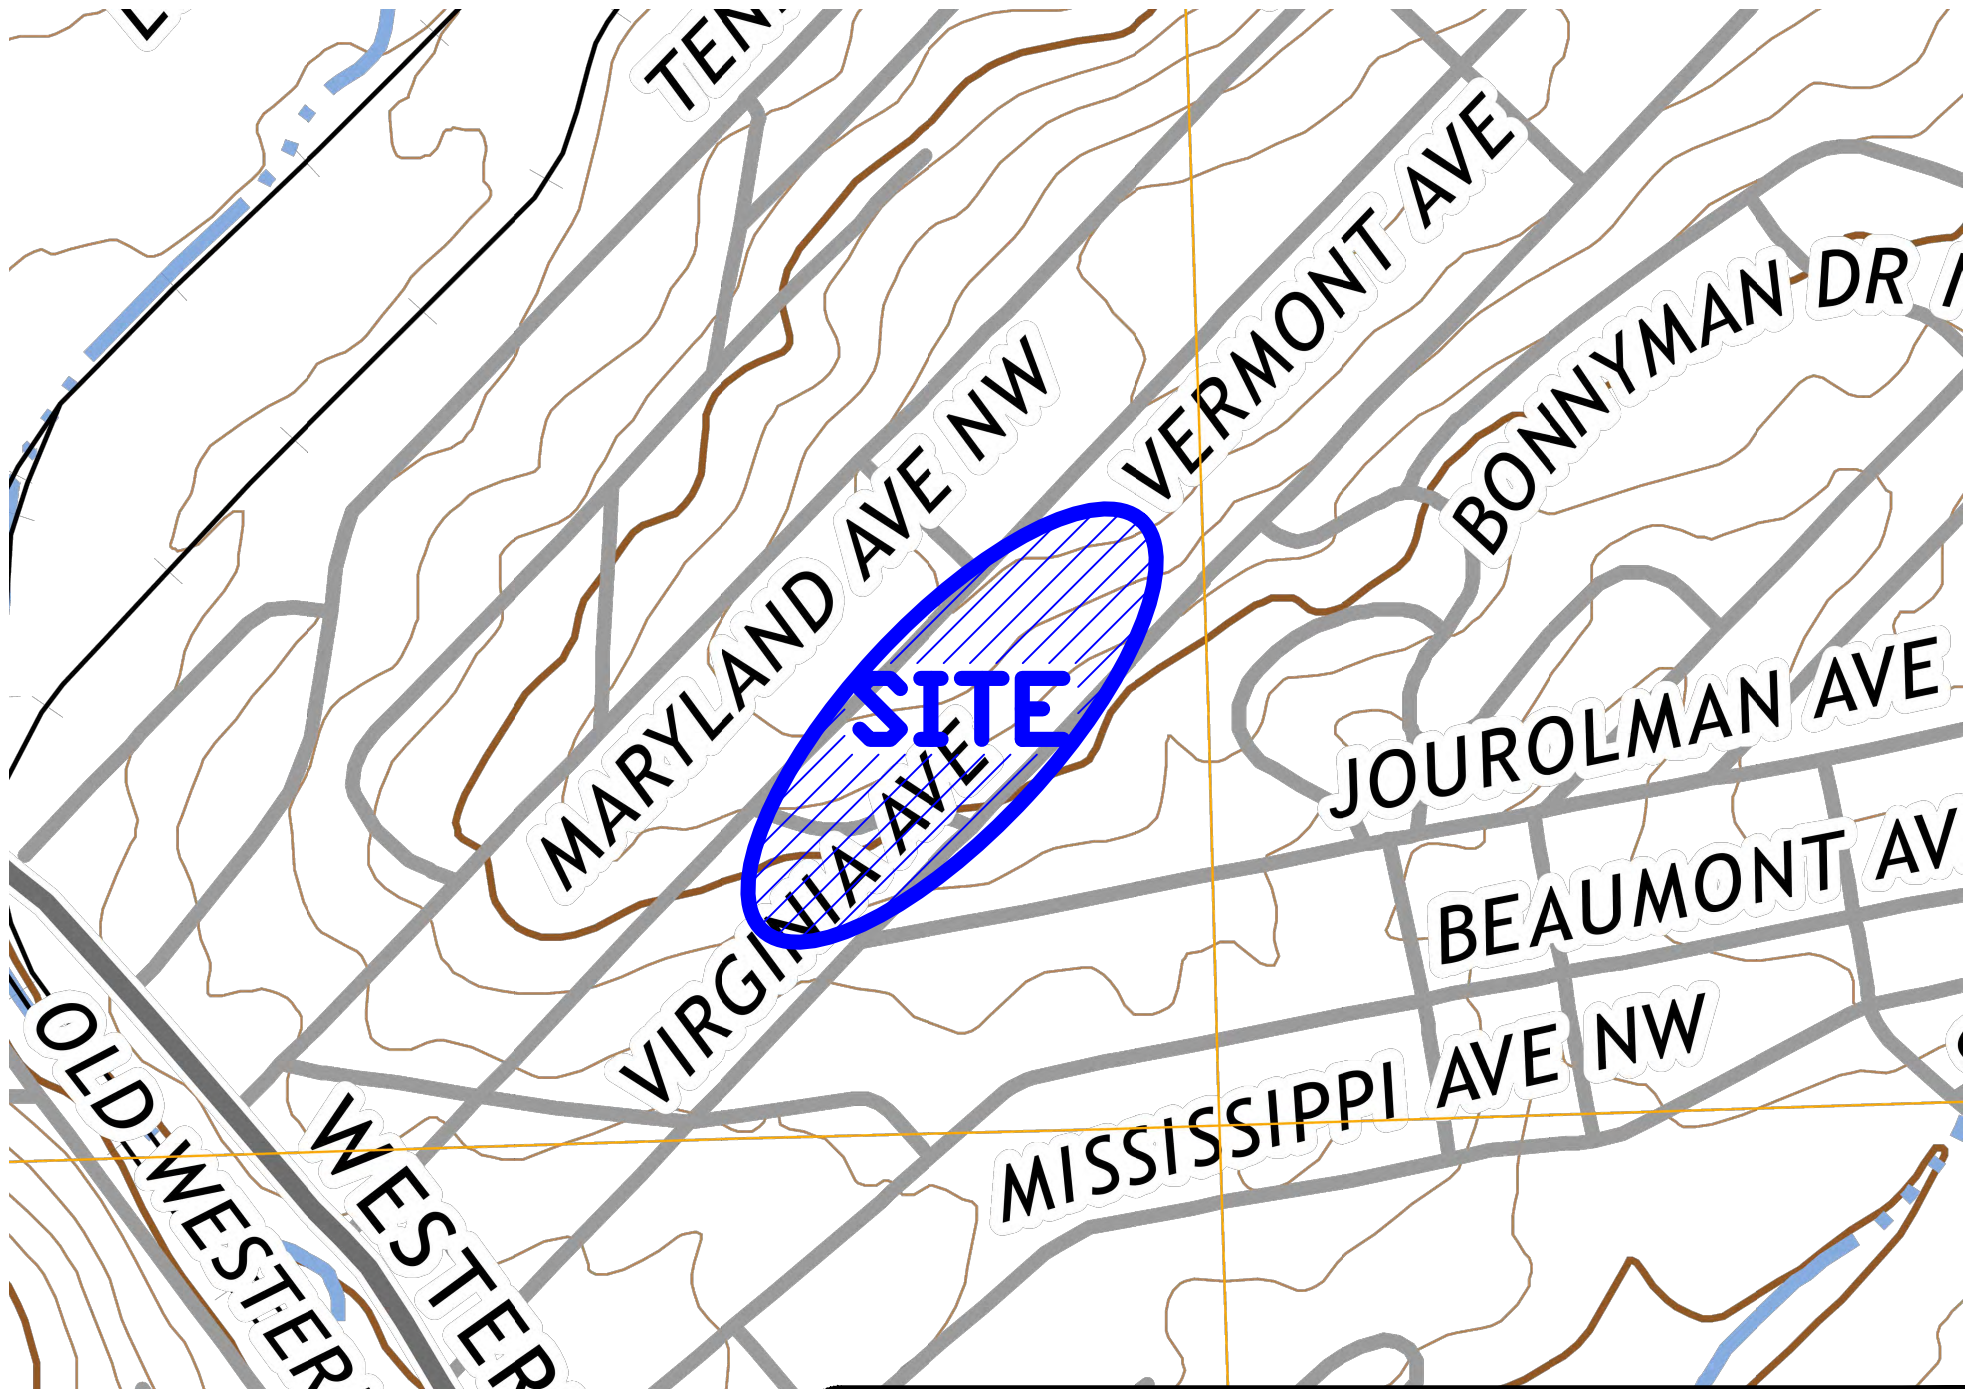 TEN
VERMONT AVE
BONNYMAN DR
MARYLAND AVE NW
SITE
VIRGINIA AVE
JOUROLMAN AVE
BEAUMONT AV
MISSISSIPPI AVE NW
OLD WESTER
WESTER